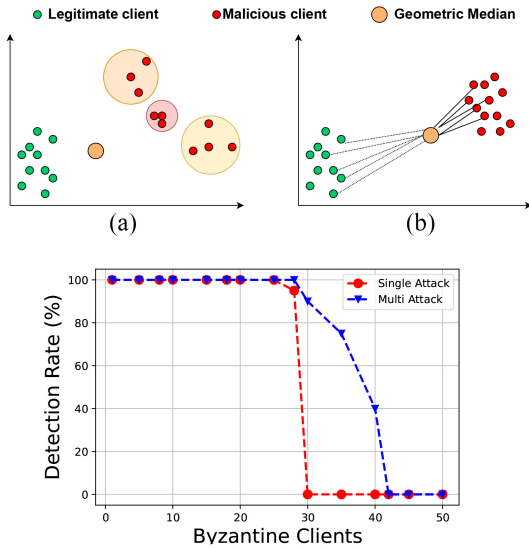 Legitimate client Malicious client Geometric Median
(a) (b)
100
80
60
40
20
0
Detection Rate (%)
Single Attack
Multi Attack
0 10 20 30 40 50
Byzantine Clients